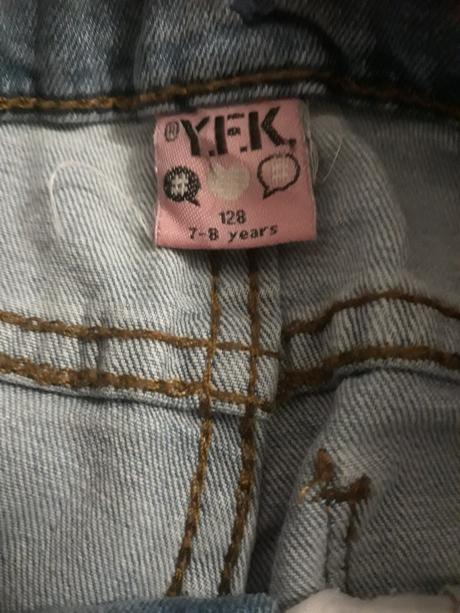 ®Y.F.K.
# #
128
7-8 years